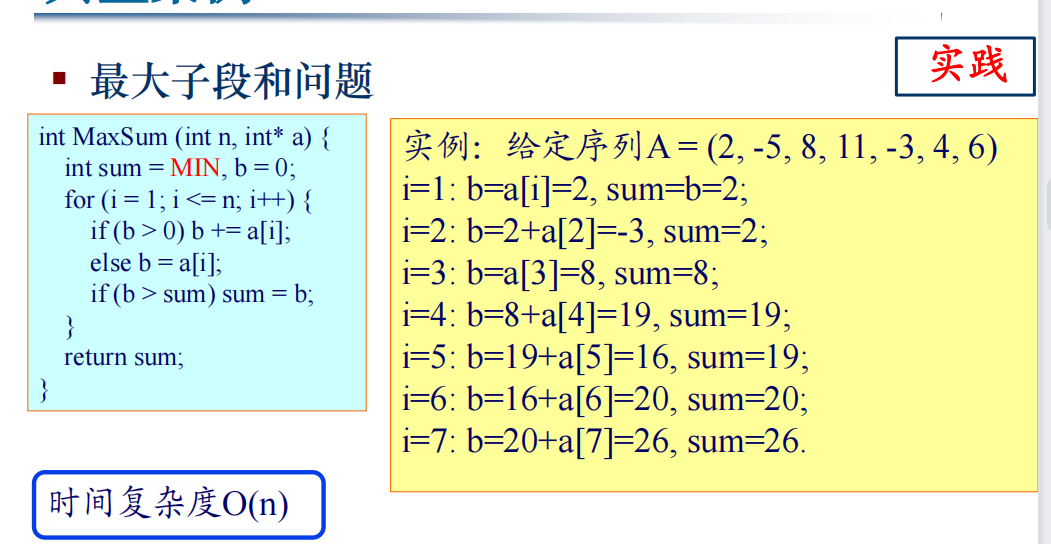 实践
最大子段和问题
int MaxSum (int n, int* a) {
int sum = MIN, b = 0;
for (i = 1; i <= n; i++) {
if (b > 0) b += a[i];
else b = a[i];
if (b > sum) sum = b;
}
return sum;
}
实例: 给定序列A = (2, -5, 8, 11, -3, 4, 6)
i=1: b=a[i]=2, sum=b=2;
i=2: b=2+a[2]=-3, sum=2;
i=3: b=a[3]=8, sum=8;
i=4: b=8+a[4]=19, sum=19;
i=5: b=19+a[5]=16, sum=19;
i=6: b=16+a[6]=20, sum=20;
i=7: b=20+a[7]=26, sum=26.
时间复杂度O(n)